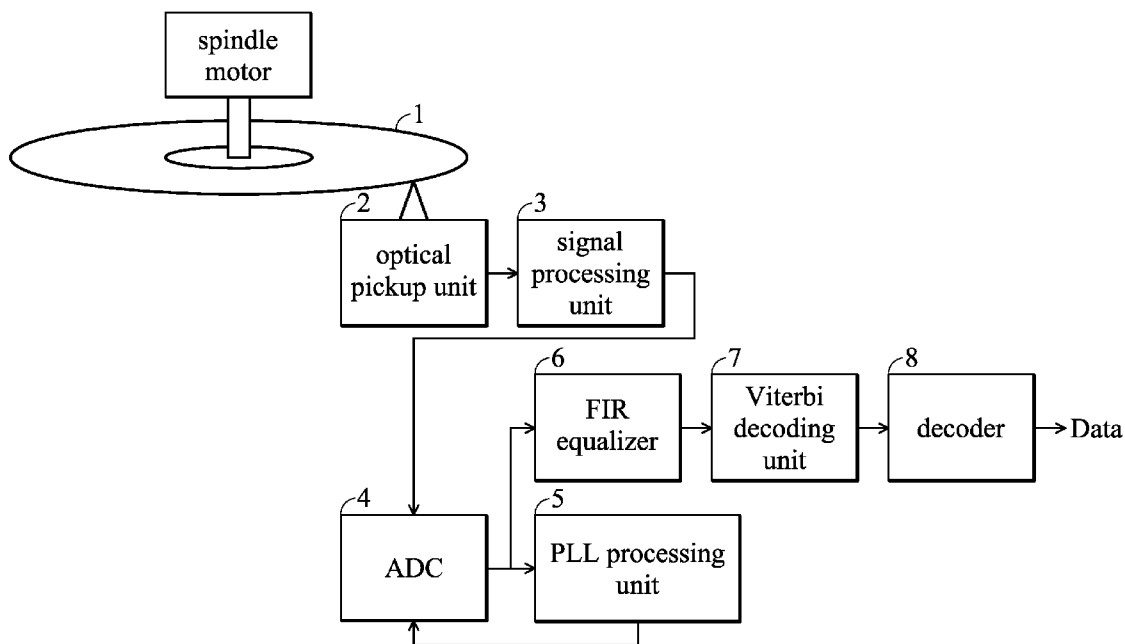 spindle
motor
1
2
optical
pickup unit
3
signal
processing
unit
6
FIR
equalizer
7
Viterbi
decoding
unit
8
decoder
Data
4
ADC
5
PLL processing
unit